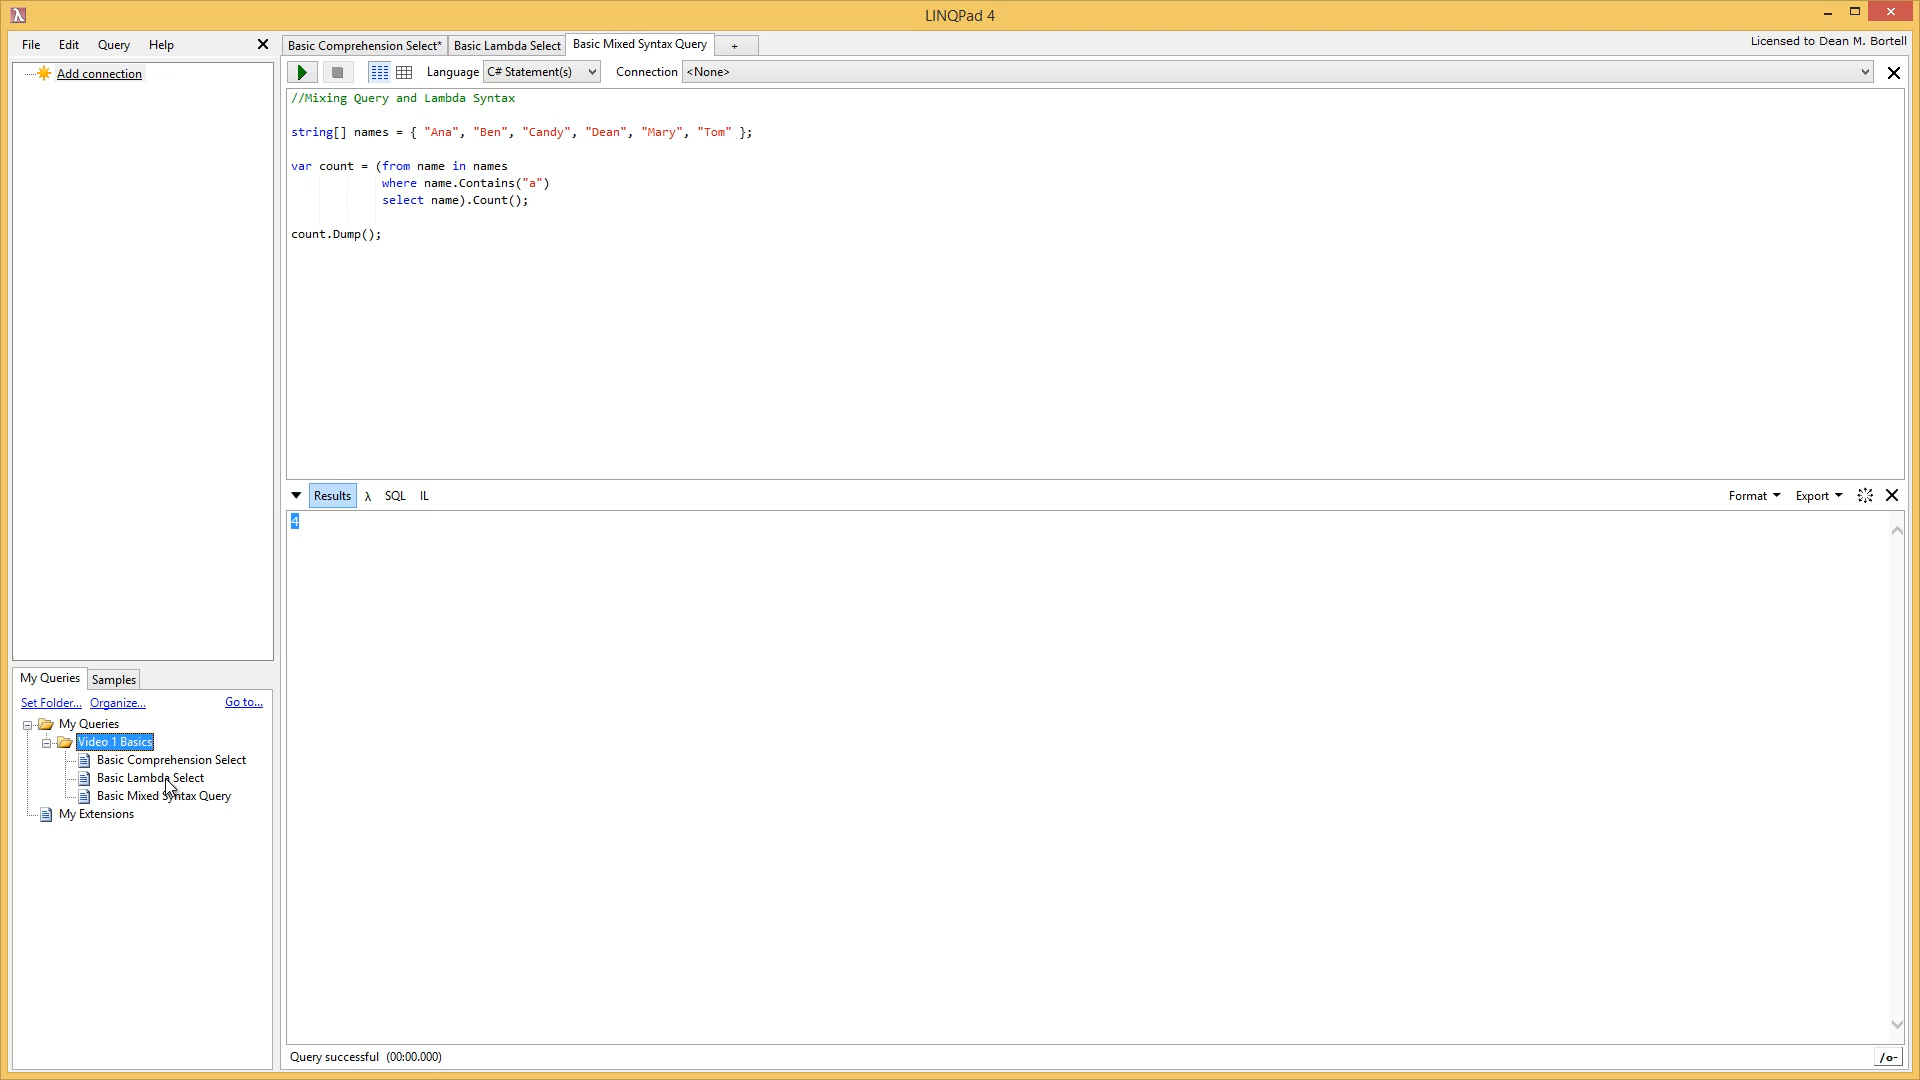 LINQPad 4
File Edit Query Help
Basic Comprehension Select* Basic Lambda Select Basic Mixed Syntax Query +
Licensed to Dean M. Bortell
Add connection
Language C# Statement(s) Connection <None>
//Mixing Query and Lambda Syntax
string[] names = { "Ana", "Ben", "Candy", "Dean", "Mary", "Tom" };
var count = (from name in names
where name.Contains("a")
select name).Count();
count.Dump();
Results λ SQL IL
Format Export
4
My Queries Samples
Set Folder... Organize... Go to...
My Queries
Video 1 Basics
Basic Comprehension Select
Basic Lambda Select
Basic Mixed Syntax Query
My Extensions
Query successful (00:00.000)
/o-